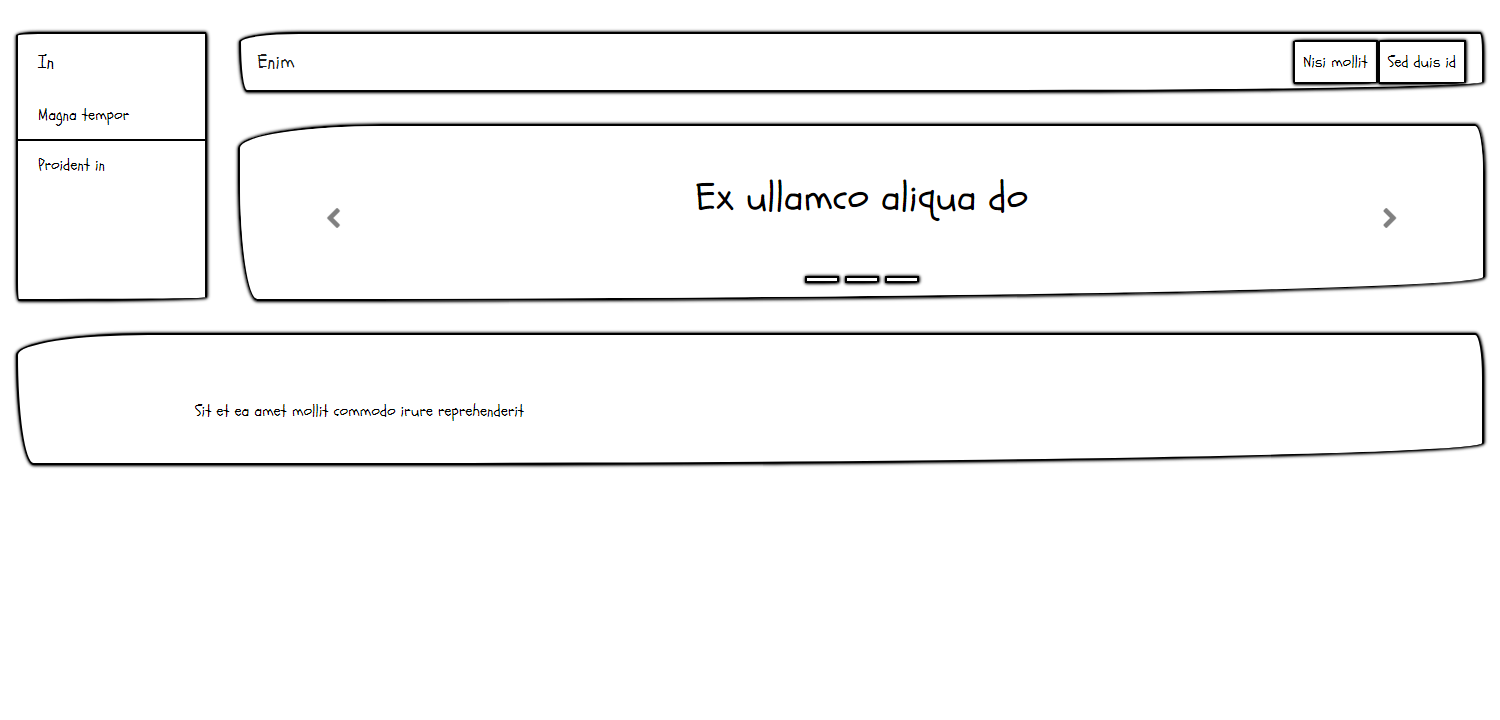 In
Magna tempor
Proident in
Enim
Nisi mollit
Sed duis id
Ex ullamco aliqua do
Sit et ea amet mollit commodo irure reprehenderit